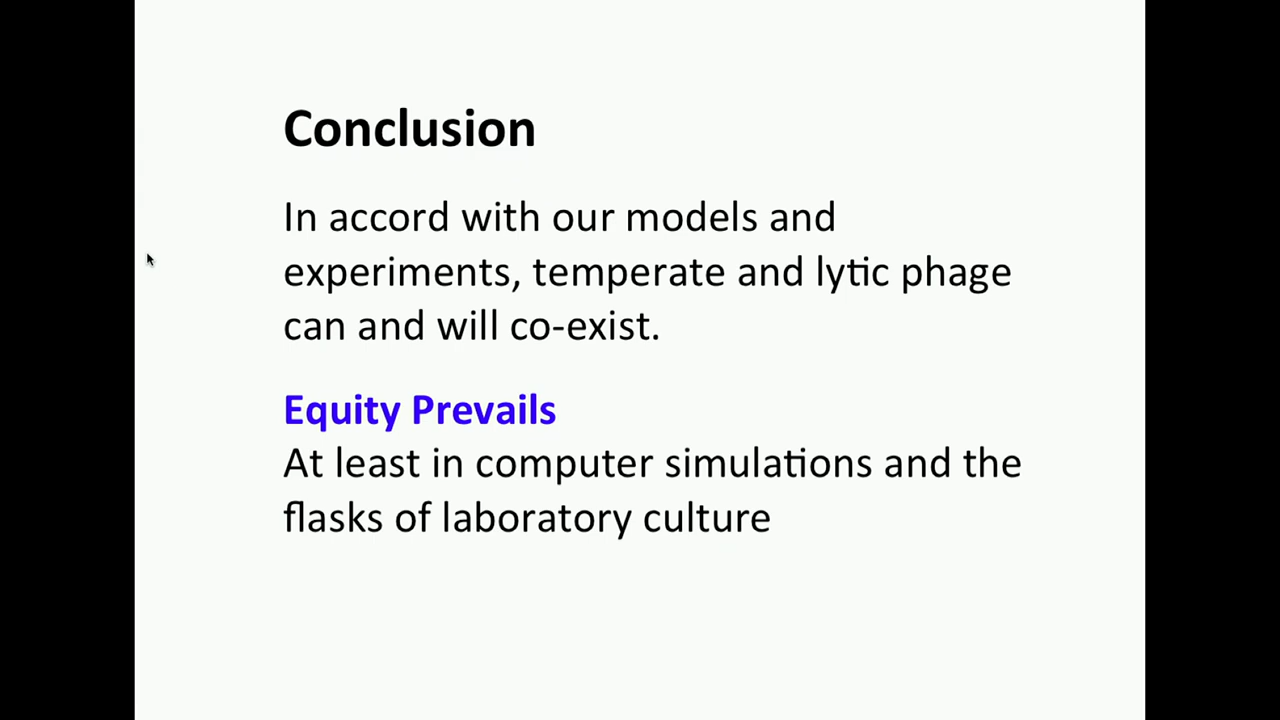 Conclusion
In accord with our models and
experiments, temperate and lytic phage
can and will co-exist.
Equity Prevails
At least in computer simulations and the
flasks of laboratory culture